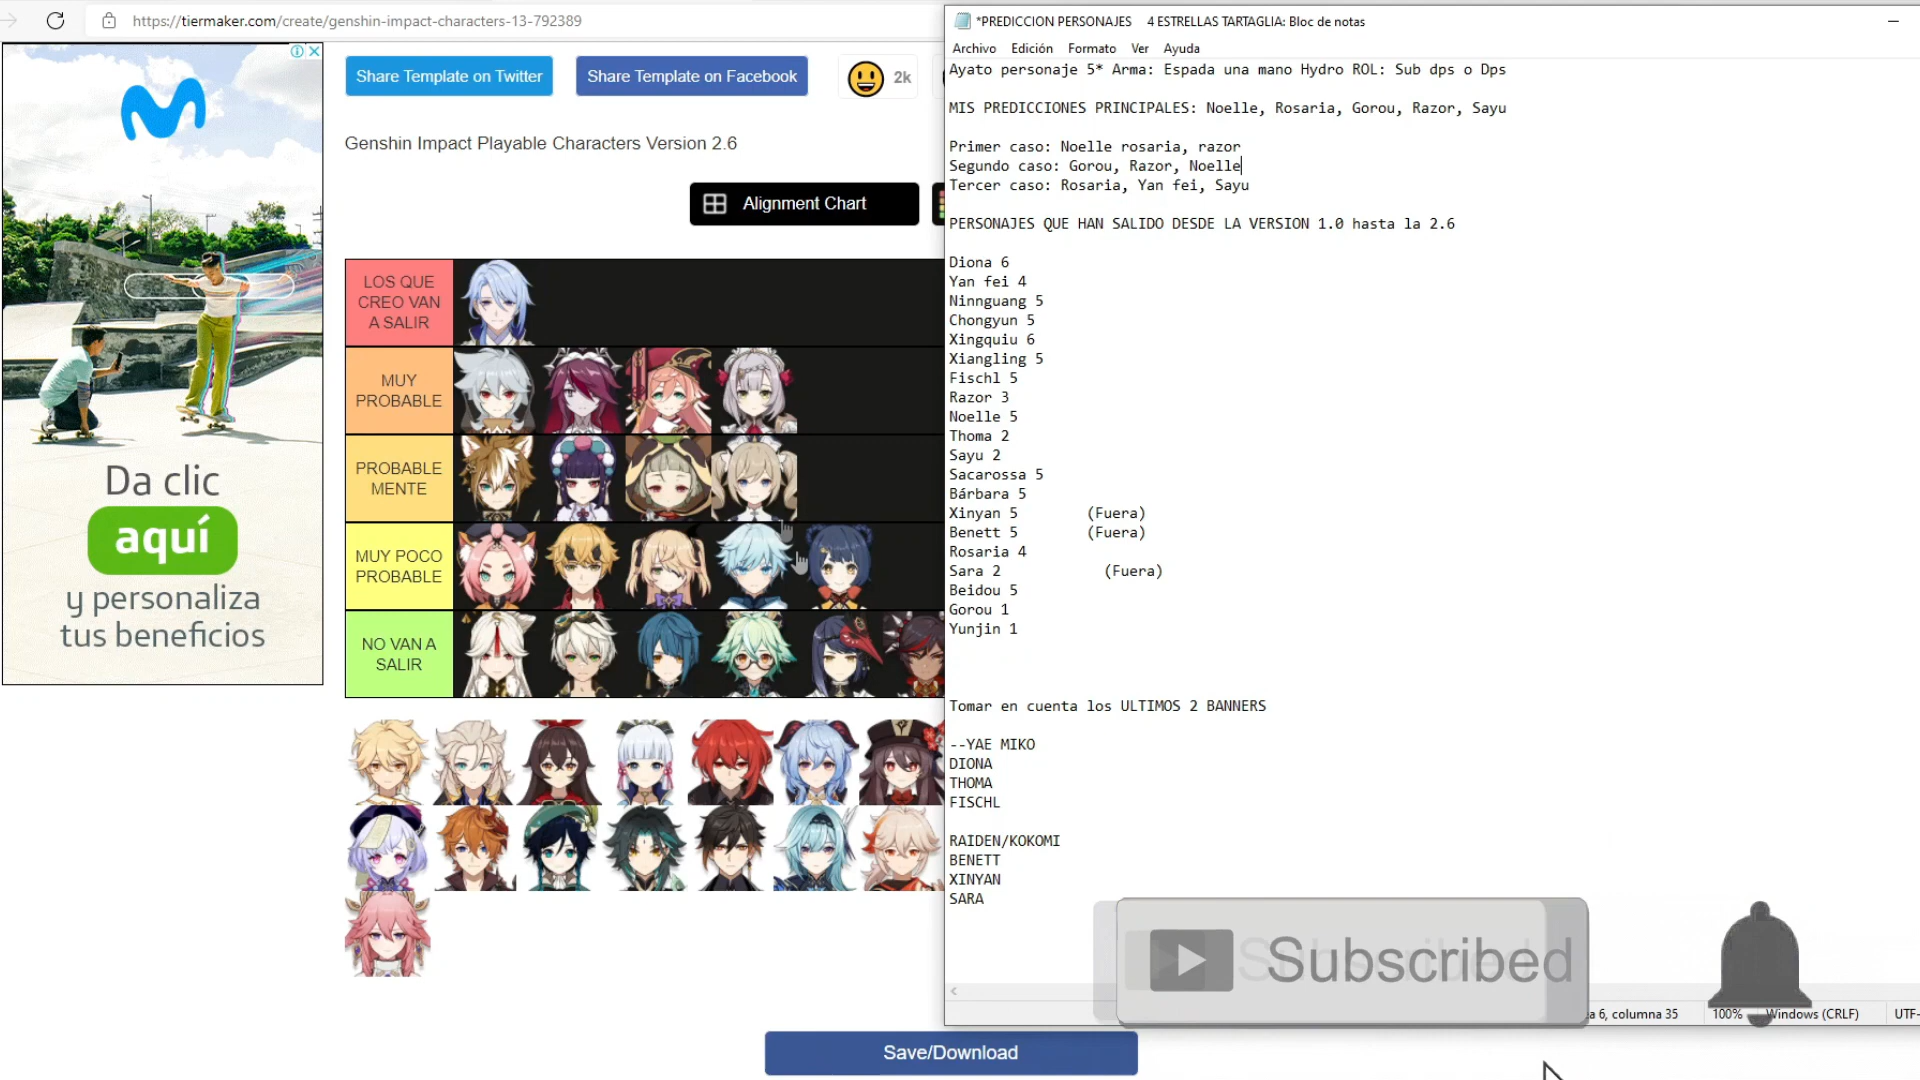 https://tiermaker.com/create/genshin-impact-characters-13-792389
Share Template on Twitter
Share Template on Facebook
2k
Genshin Impact Playable Characters Version 2.6
Alignment Chart
LOS QUE
CREO VAN
A SALIR
MUY
PROBABLE
PROBABLE
MENTE
MUY POCO
PROBABLE
NO VAN A
SALIR
Save/Download
Da clic
aquí
y personaliza
tus beneficios
*PREDICCION PERSONAJES 4 ESTRELLAS TARTAGLIA: Bloc de notas
Archivo Edición Formato Ver Ayuda
Ayato personaje 5* Arma: Espada una mano Hydro ROL: Sub dps o Dps
MIS PREDICCIONES PRINCIPALES: Noelle, Rosaria, Gorou, Razor, Sayu
Primer caso: Noelle rosaria, razor
Segundo caso: Gorou, Razor, Noelle
Tercer caso: Rosaria, Yan fei, Sayu
PERSONAJES QUE HAN SALIDO DESDE LA VERSION 1.0 hasta la 2.6
Diona 6
Yan fei 4
Ninnguang 5
Chongyun 5
Xingquiu 6
Xiangling 5
Fischl 5
Razor 3
Noelle 5
Thoma 2
Sayu 2
Sacarossa 5
Bárbara 5
Xinyan 5 (Fuera)
Benett 5 (Fuera)
Rosaria 4
Sara 2 (Fuera)
Beidou 5
Gorou 1
Yunjin 1
Tomar en cuenta los ULTIMOS 2 BANNERS
--YAE MIKO
DIONA
THOMA
FISCHL
RAIDEN/KOKOMI
BENETT
XINYAN
SARA
Subscribed
a 6, columna 35 100% Windows (CRLF) UTF-